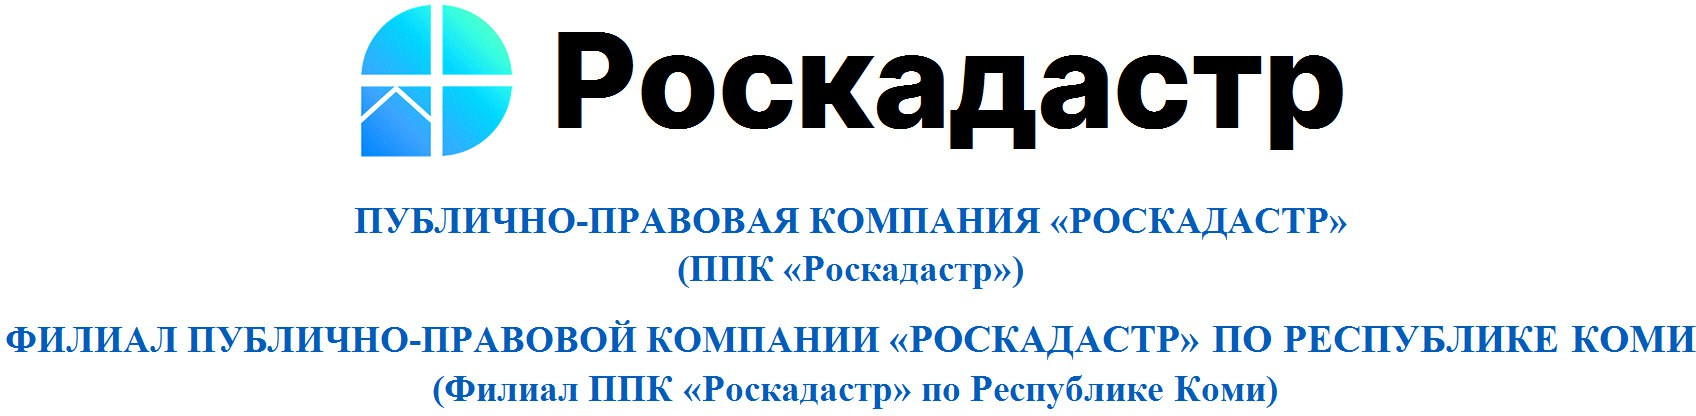 Роскадастр
ПУБЛИЧНО-ПРАВОВАЯ КОМПАНИЯ «РОСКАДАСТР»
(ППК «Роскадастр»)
ФИЛИАЛ ПУБЛИЧНО-ПРАВОВОЙ КОМПАНИИ «РОСКАДАСТР» ПО РЕСПУБЛИКЕ КОМИ
(Филиал ППК «Роскадастр» по Республике Коми)